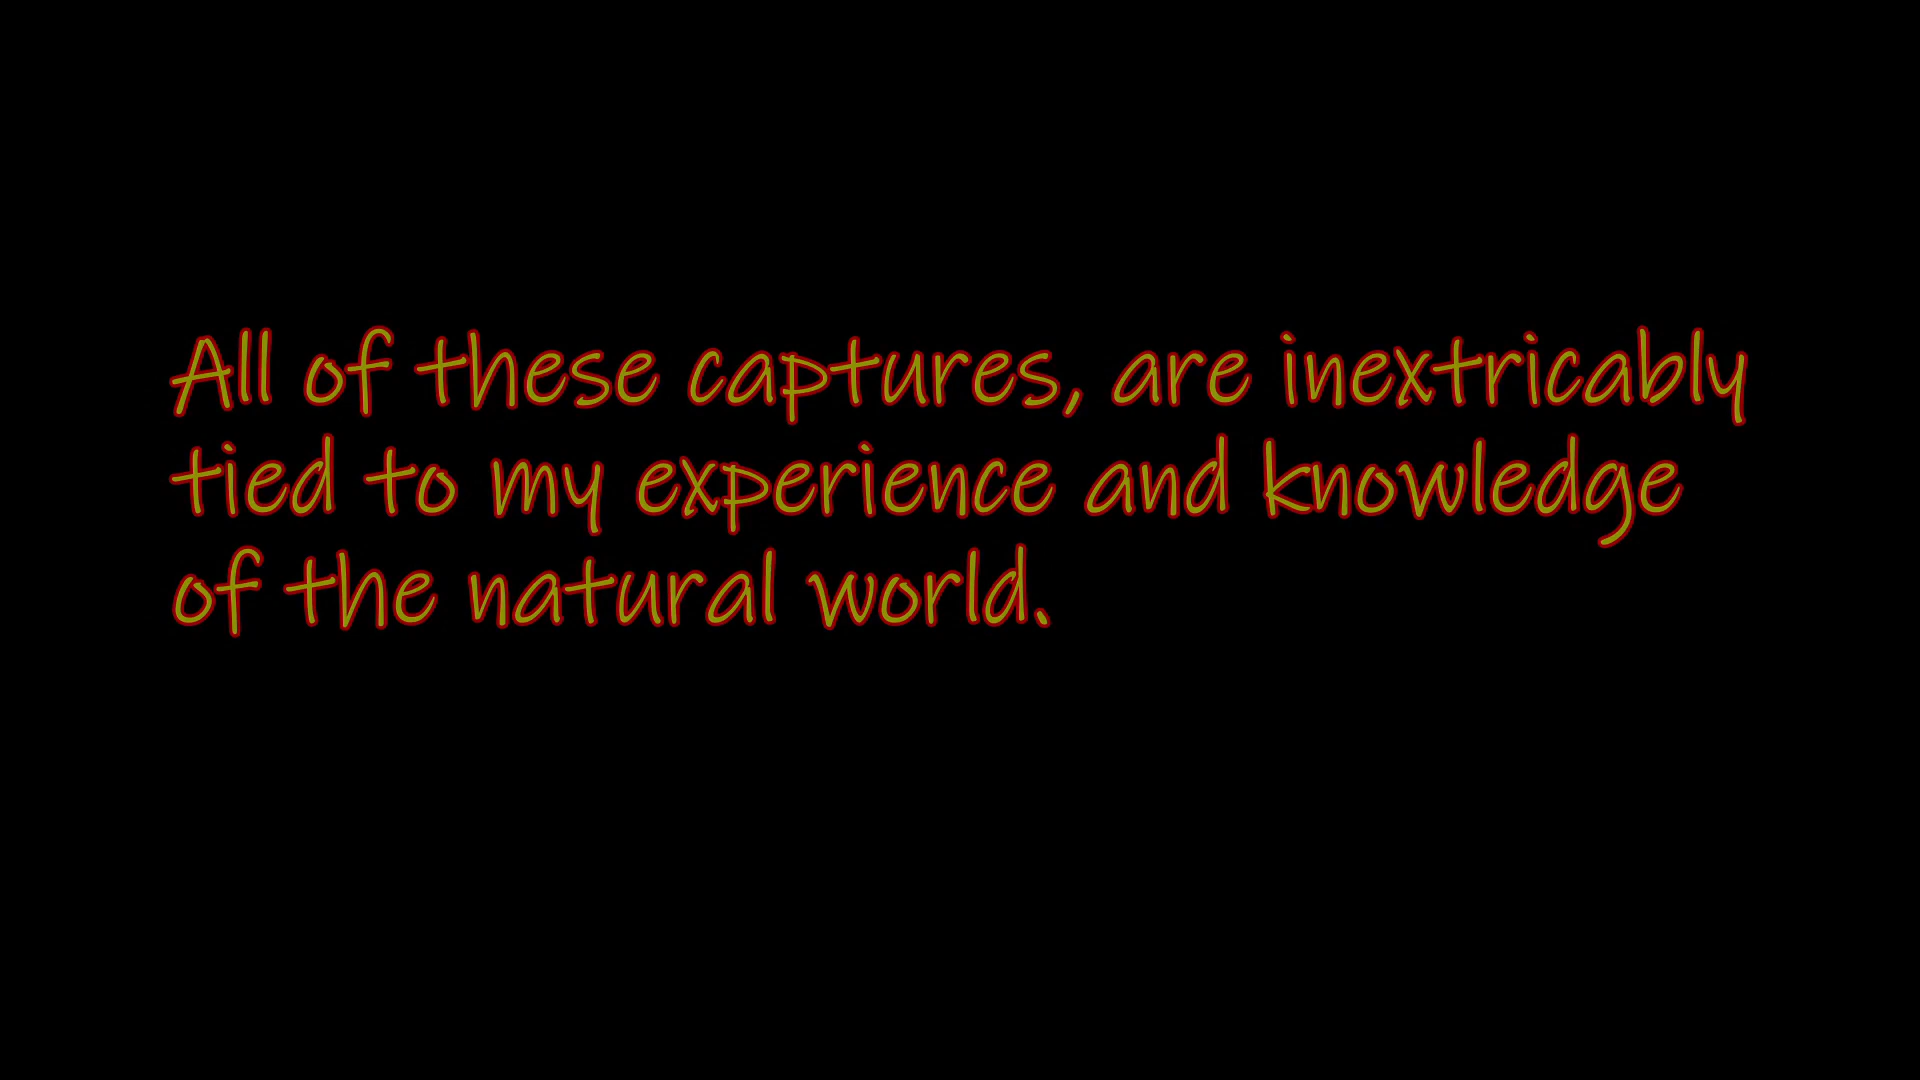 All of these captures, are inextricably
tied to my experience and knowledge
of the natural world.